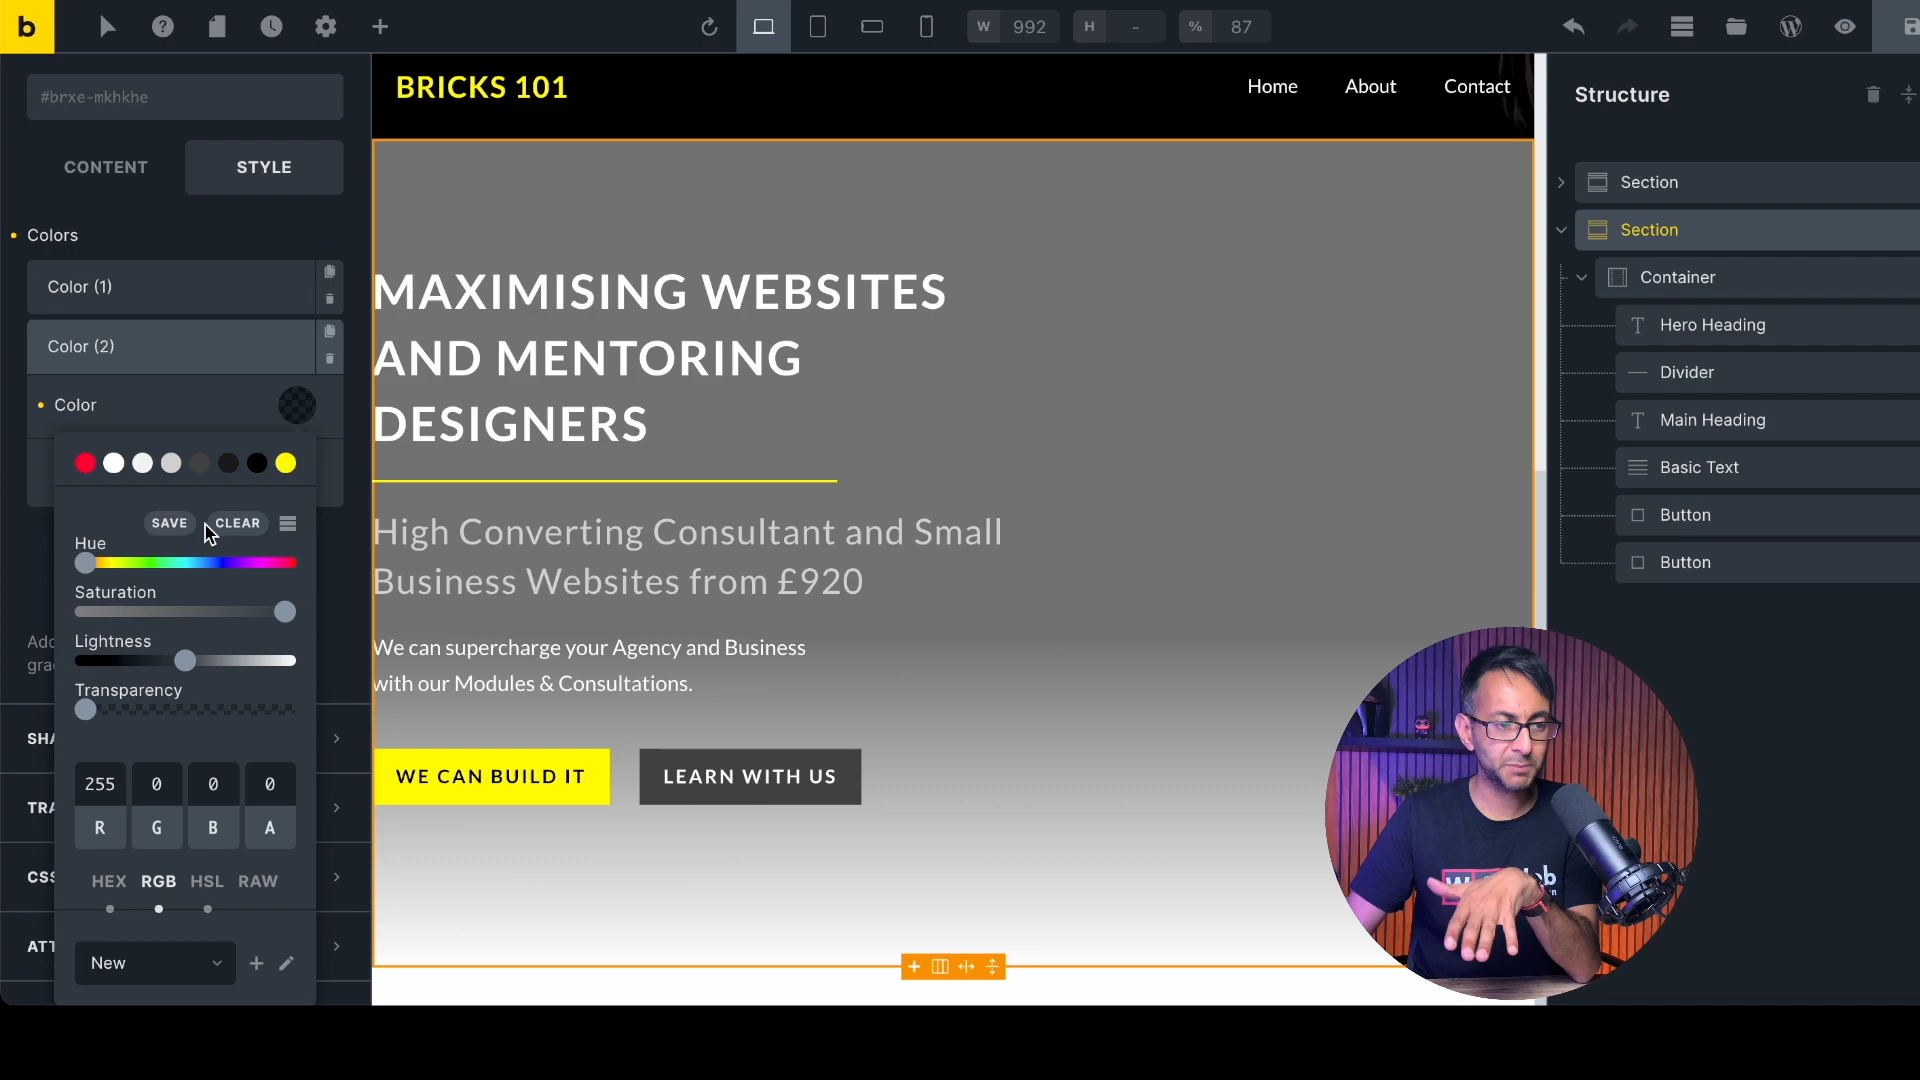 b
W 992
H -
% 87
#brxe-mkhkhe
CONTENT
STYLE
Colors
Color (1)
Color (2)
Color
SAVE
CLEAR
Hue
Saturation
Lightness
Transparency
255 0 0 0
R G B A
HEX RGB HSL RAW
New
SHA
TRA
CSS
ATT
BRICKS 101
Home About Contact
MAXIMISING WEBSITES
AND MENTORING
DESIGNERS
High Converting Consultant and Small
Business Websites from £920
We can supercharge your Agency and Business
with our Modules & Consultations.
WE CAN BUILD IT
LEARN WITH US
Structure
Section
Section
Container
Hero Heading
Divider
Main Heading
Basic Text
Button
Button